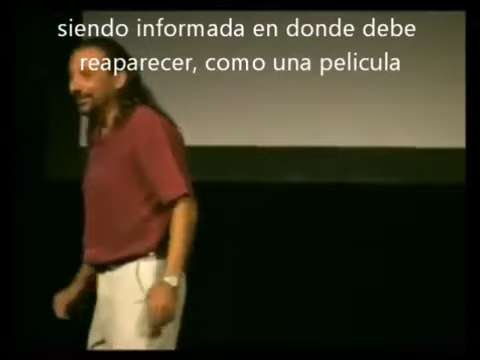 siendo informada en donde debe
reaparecer, como una pelicula